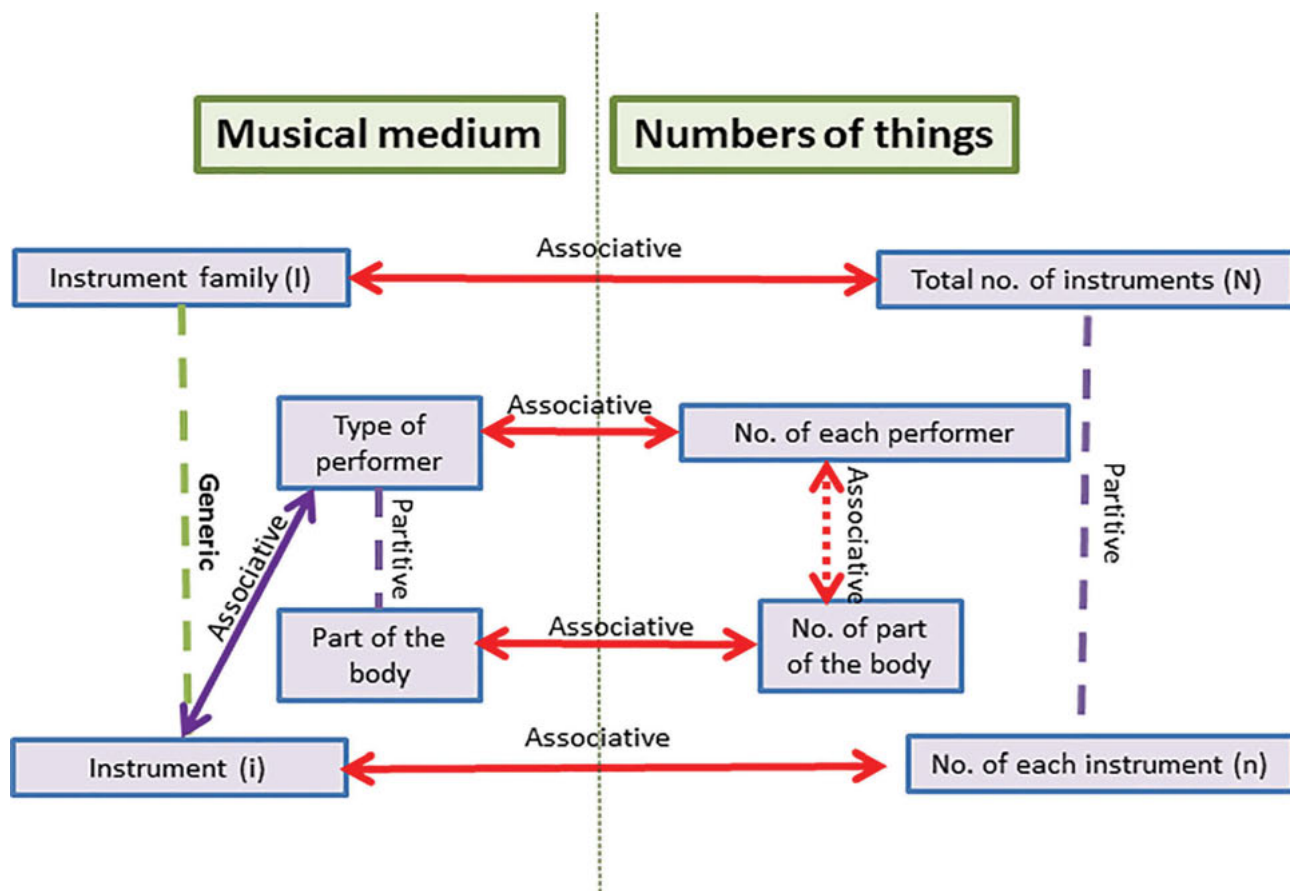 Musical medium
Numbers of things
Associative
Instrument family (I)
Total no. of instruments (N)
Associative
Type of
performer
No. of each performer
Generic
Associative
Partitive
Associative
Partitive
Part of the
body
Associative
No. of part
of the body
Associative
Instrument (i)
No. of each instrument (n)